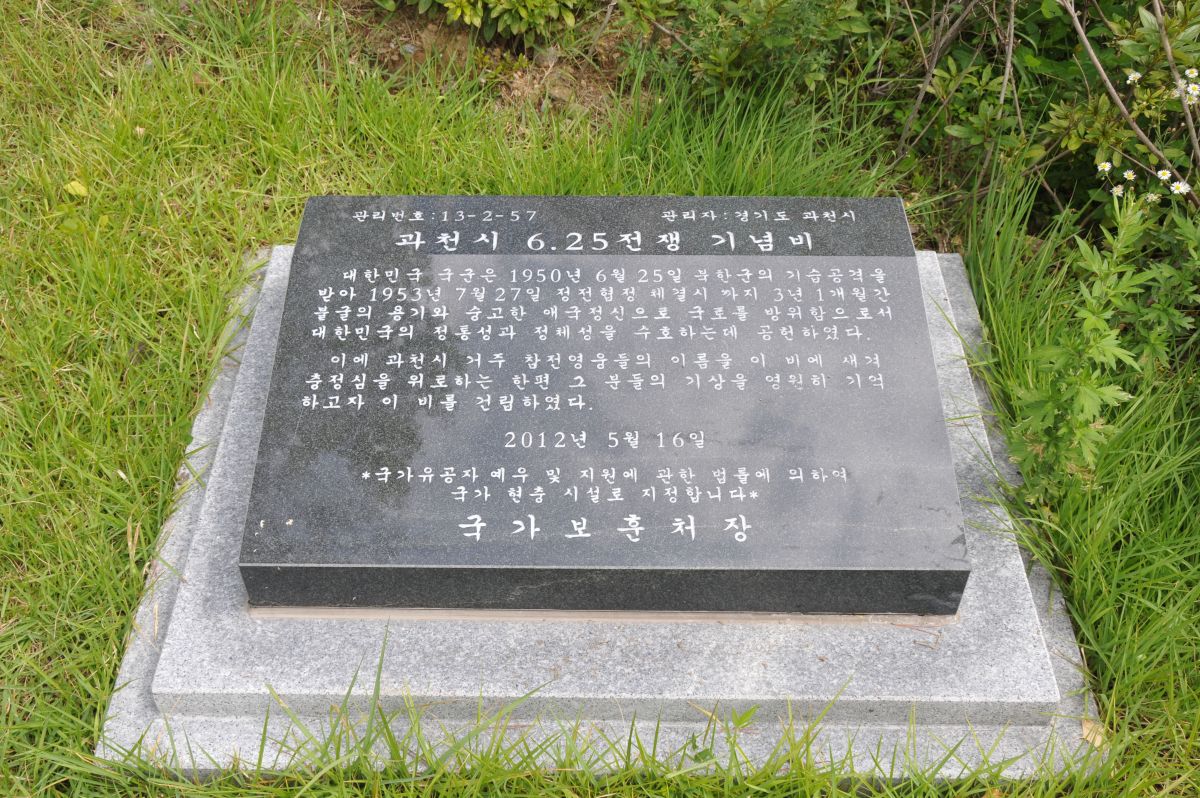 관리번호:13-2-57 관리자:경기도 과천시
과천시 6.25전쟁 기념비
대한민국 국군은 1950년 6월 25일 북한군의 기습공격을
받아 1953년 7월 27일 정전협정 체결시 까지 3년 1개월간
불굴의 용기와 숭고한 애국정신으로 국토를 방위함으로서
대한민국의 정통성과 정체성을 수호하는데 공헌하였다.
이에 과천시 거주 참전영웅들의 이름을 이 비에 새겨
충정심을 위로하는 한편 그 분들의 기상을 영원히 기억
하고자 이 비를 건립하였다.
2012년 5월 16일
*국가유공자 예우 및 지원에 관한 법률에 의하여
국가 현충 시설로 지정합니다*
국가보훈처장